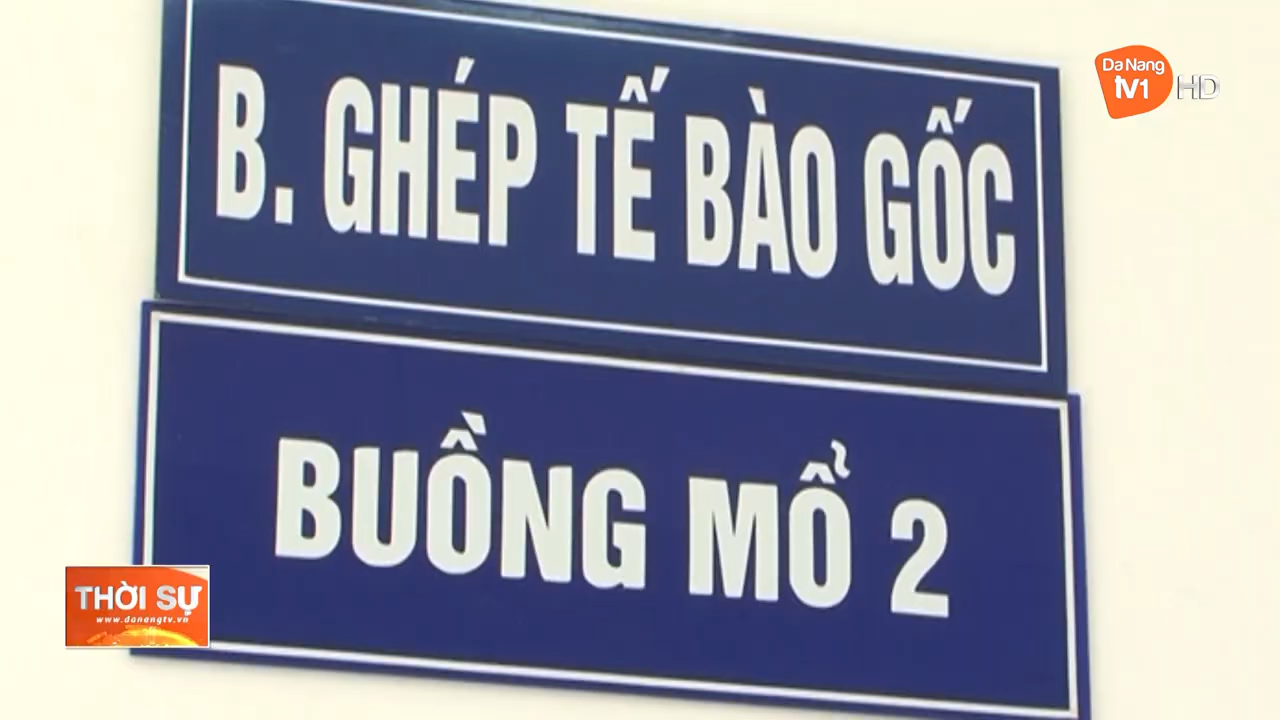 B. GHÉP TẾ BÀO GỐC
BUỒNG MỔ 2
Da Nang
TV1 HD
THỜI SỰ
www.danangtv.vn